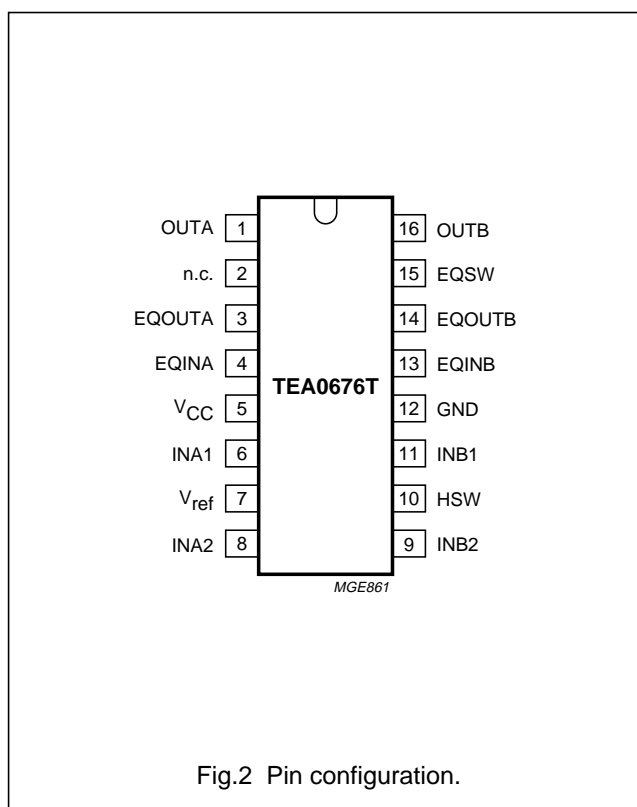 OUTA 1 16 OUTB
n.c. 2 15 EQSW
EQOUTA 3 14 EQOUTB
EQINA 4 13 EQINB
TEA0676T
VCC 5 12 GND
INA1 6 11 INB1
Vref 7 10 HSW
INA2 8 9 INB2
MGE861
Fig.2 Pin configuration.